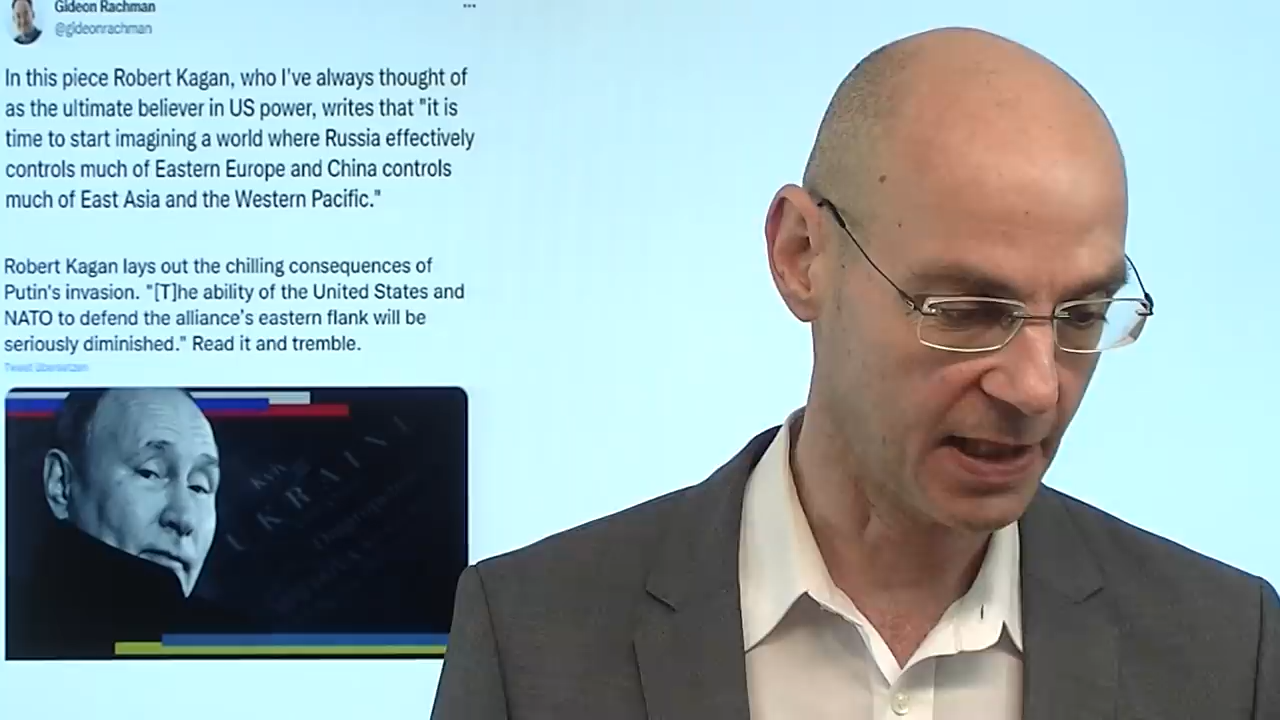 Gideon Rachman
@gideonrachman
In this piece Robert Kagan, who I've always thought of
as the ultimate believer in US power, writes that "it is
time to start imagining a world where Russia effectively
controls much of Eastern Europe and China controls
much of East Asia and the Western Pacific."
Robert Kagan lays out the chilling consequences of
Putin's invasion. "[T]he ability of the United States and
NATO to defend the alliance's eastern flank will be
seriously diminished." Read it and tremble.
Tweet übersetzen
Kyiv
UKRAINE